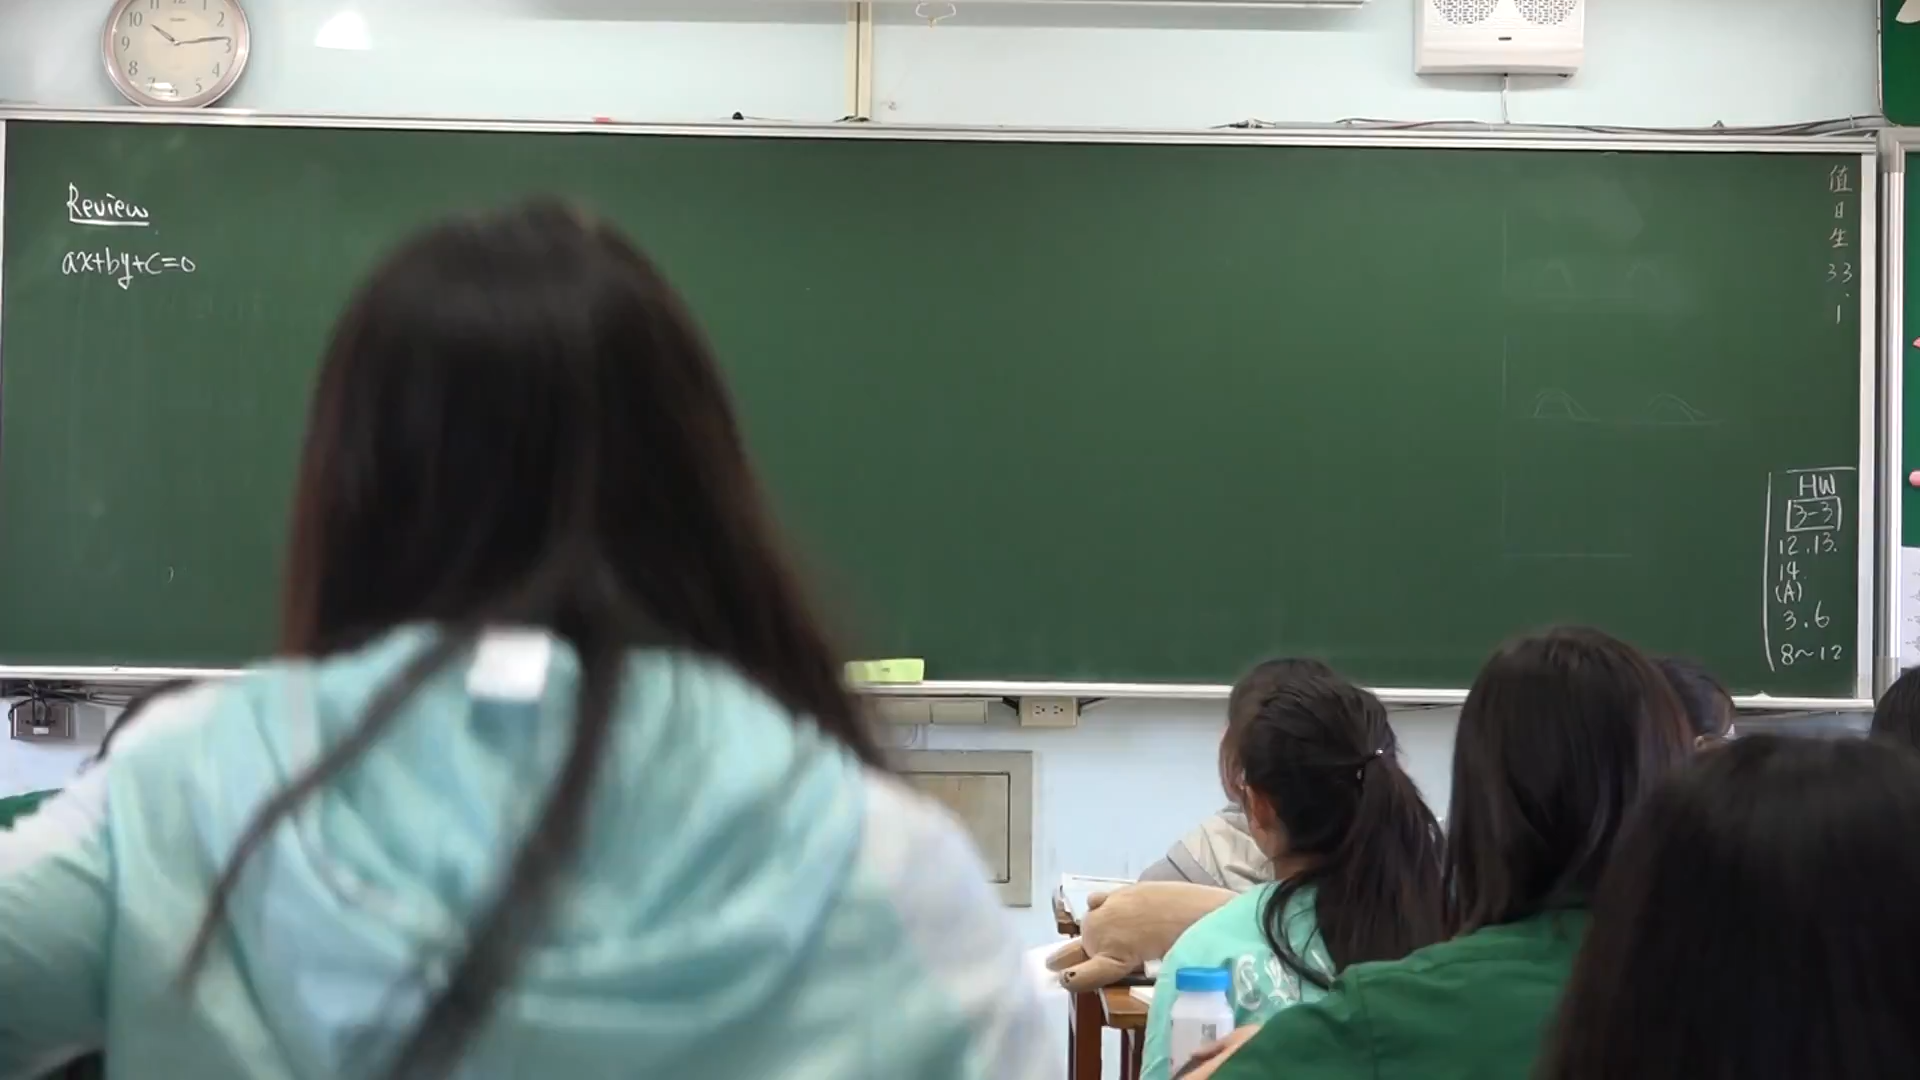 Review
ax+by+c=0
值
日
生
33
1
HW
3-3
12.13.
14
(A)
3.6
8~12